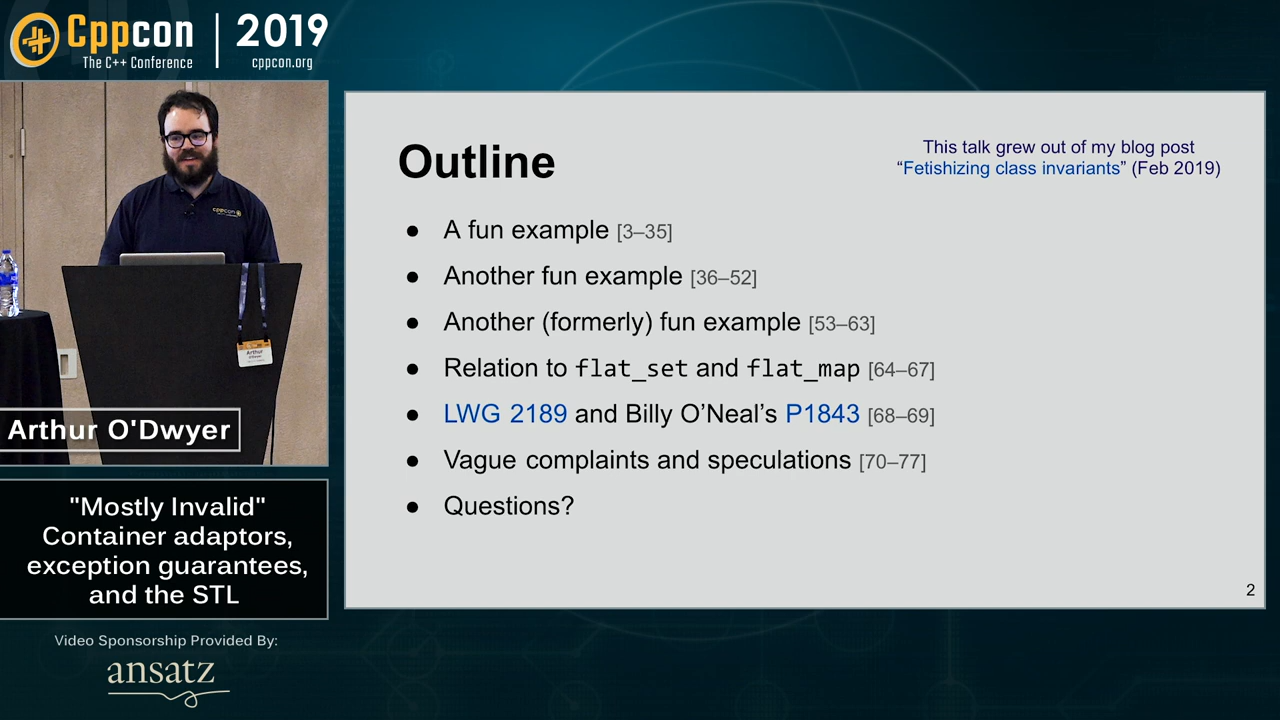 Cppcon | 2019
The C++ Conference cppcon.org
cppcon
Arthur
O'Dwyer
Arthur O'Dwyer
"Mostly Invalid"
Container adaptors,
exception guarantees,
and the STL
Video Sponsorship Provided By:
ansatz
Outline
This talk grew out of my blog post
“Fetishizing class invariants” (Feb 2019)
● A fun example [3–35]
● Another fun example [36–52]
● Another (formerly) fun example [53–63]
● Relation to flat_set and flat_map [64–67]
● LWG 2189 and Billy O’Neal’s P1843 [68–69]
● Vague complaints and speculations [70–77]
● Questions?
2